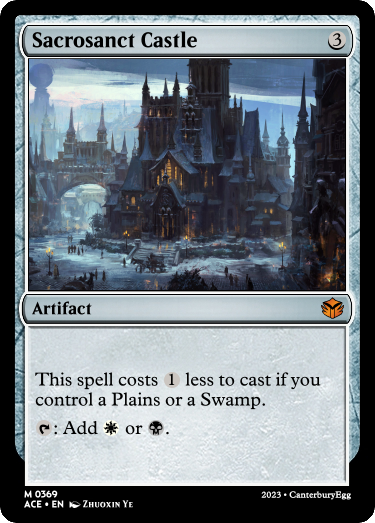 Sacrosanct Castle 3
Artifact
This spell costs 1 less to cast if you
control a Plains or a Swamp.
: Add or .
M 0369
ACE • EN Zhuoxin Ye
2023 • CanterburyEgg